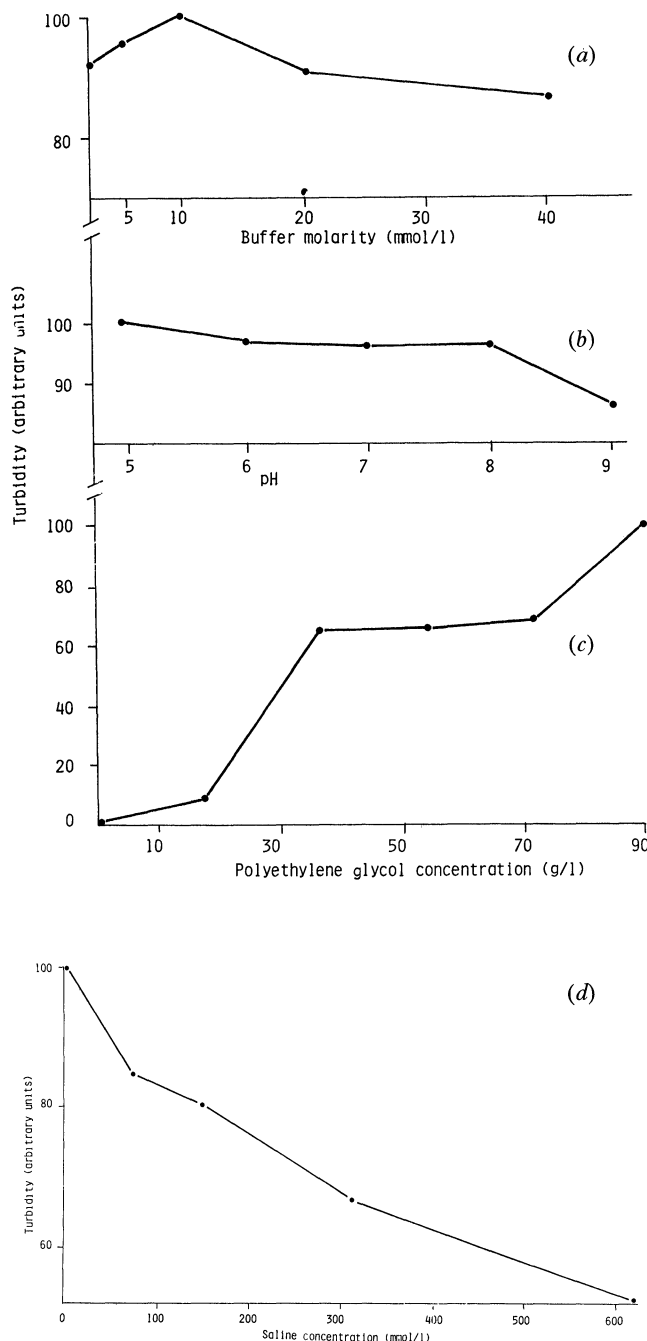 100
(a)
80
5 10 20 30 40
Buffer molarity (mmol/l)
Turbidity (arbitrary units)
100
(b)
90
5 6 7 8 9
pH
100
80
60
(c)
40
20
0
10 30 50 70 90
Polyethylene glycol concentration (g/l)
100
(d)
Turbidity (arbitrary units)
80
60
0 100 200 300 400 500 600
Saline concentration (mmol/l)